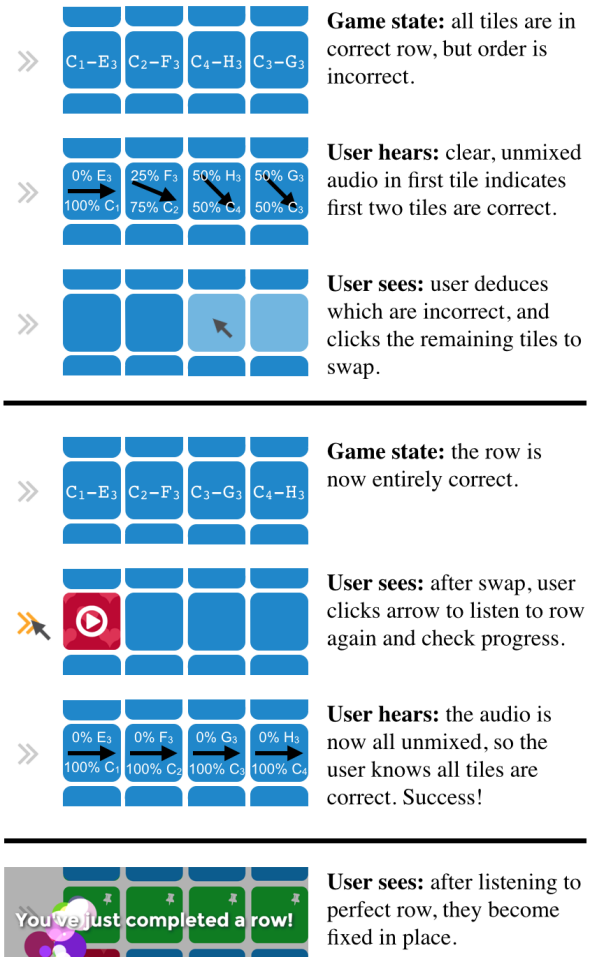 C₁–E₃ C₂–F₃ C₄–H₃ C₃–G₃
Game state: all tiles are in
correct row, but order is
incorrect.
0% E₃ 25% F₃ 50% H₃ 50% G₃
100% C₁ 75% C₂ 50% C₄ 50% C₃
User hears: clear, unmixed
audio in first tile indicates
first two tiles are correct.
User sees: user deduces
which are incorrect, and
clicks the remaining tiles to
swap.
C₁–E₃ C₂–F₃ C₃–G₃ C₄–H₃
Game state: the row is
now entirely correct.
User sees: after swap, user
clicks arrow to listen to row
again and check progress.
0% E₃ 0% F₃ 0% G₃ 0% H₃
100% C₁ 100% C₂ 100% C₃ 100% C₄
User hears: the audio is
now all unmixed, so the
user knows all tiles are
correct. Success!
You've just completed a row!
User sees: after listening to
perfect row, they become
fixed in place.